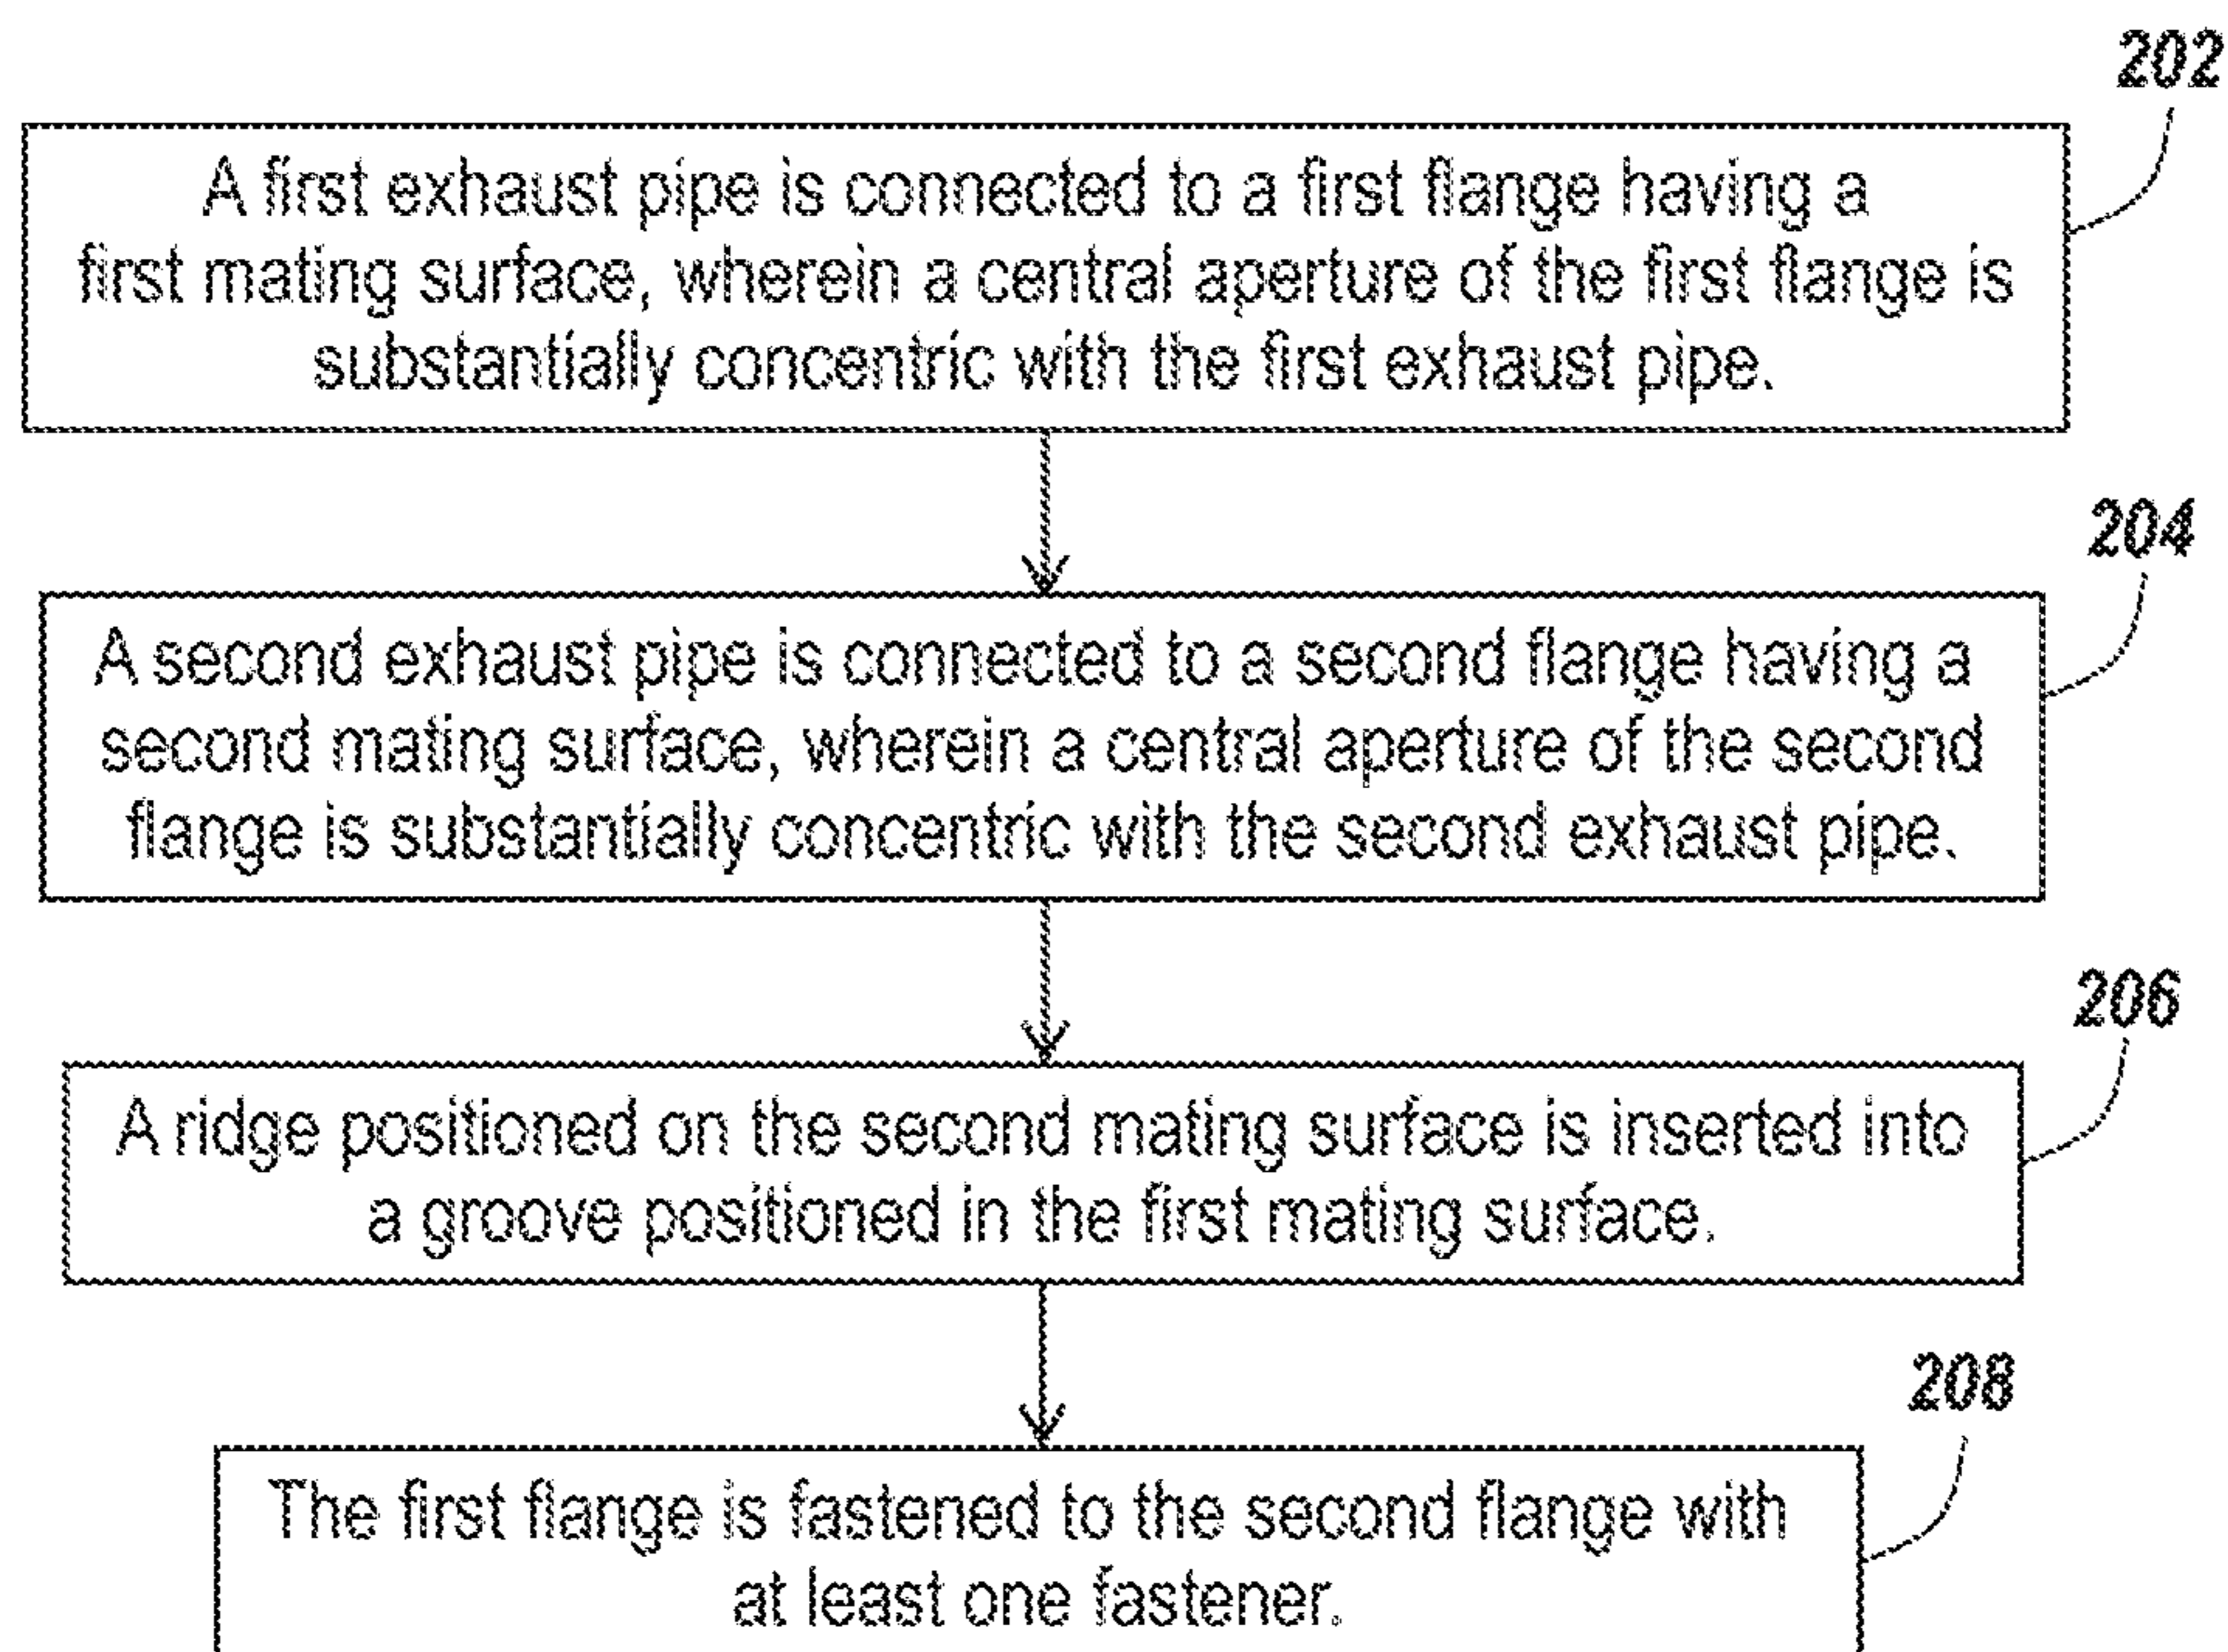 202
A first exhaust pipe is connected to a first flange having a
first mating surface, wherein a central aperture of the first flange is
substantially concentric with the first exhaust pipe.
204
A second exhaust pipe is connected to a second flange having a
second mating surface, wherein a central aperture of the second
flange is substantially concentric with the second exhaust pipe.
206
A ridge positioned on the second mating surface is inserted into
a groove positioned in the first mating surface.
208
The first flange is fastened to the second flange with
at least one fastener.